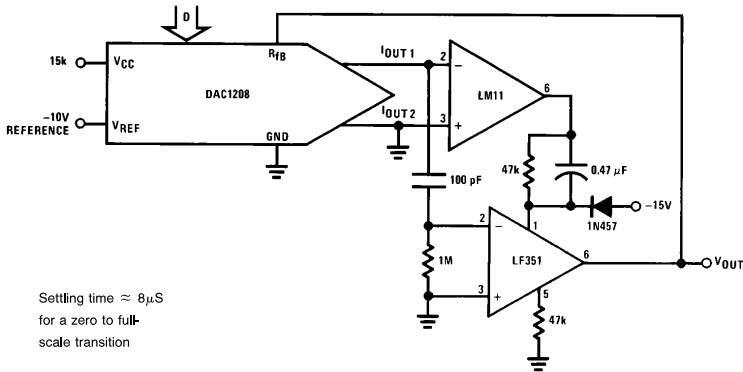 D
15k
VCC
RfB
IOUT 1
2
−
LM11
6
DAC1208
−10V
REFERENCE
VREF
GND
IOUT 2
3
+
47k
0.47 μF
100 pF
−15V
1N457
1
2
−
LF351
6
VOUT
1M
3
+
5
47k
Settling time ≈ 8μS
for a zero to full-
scale transition